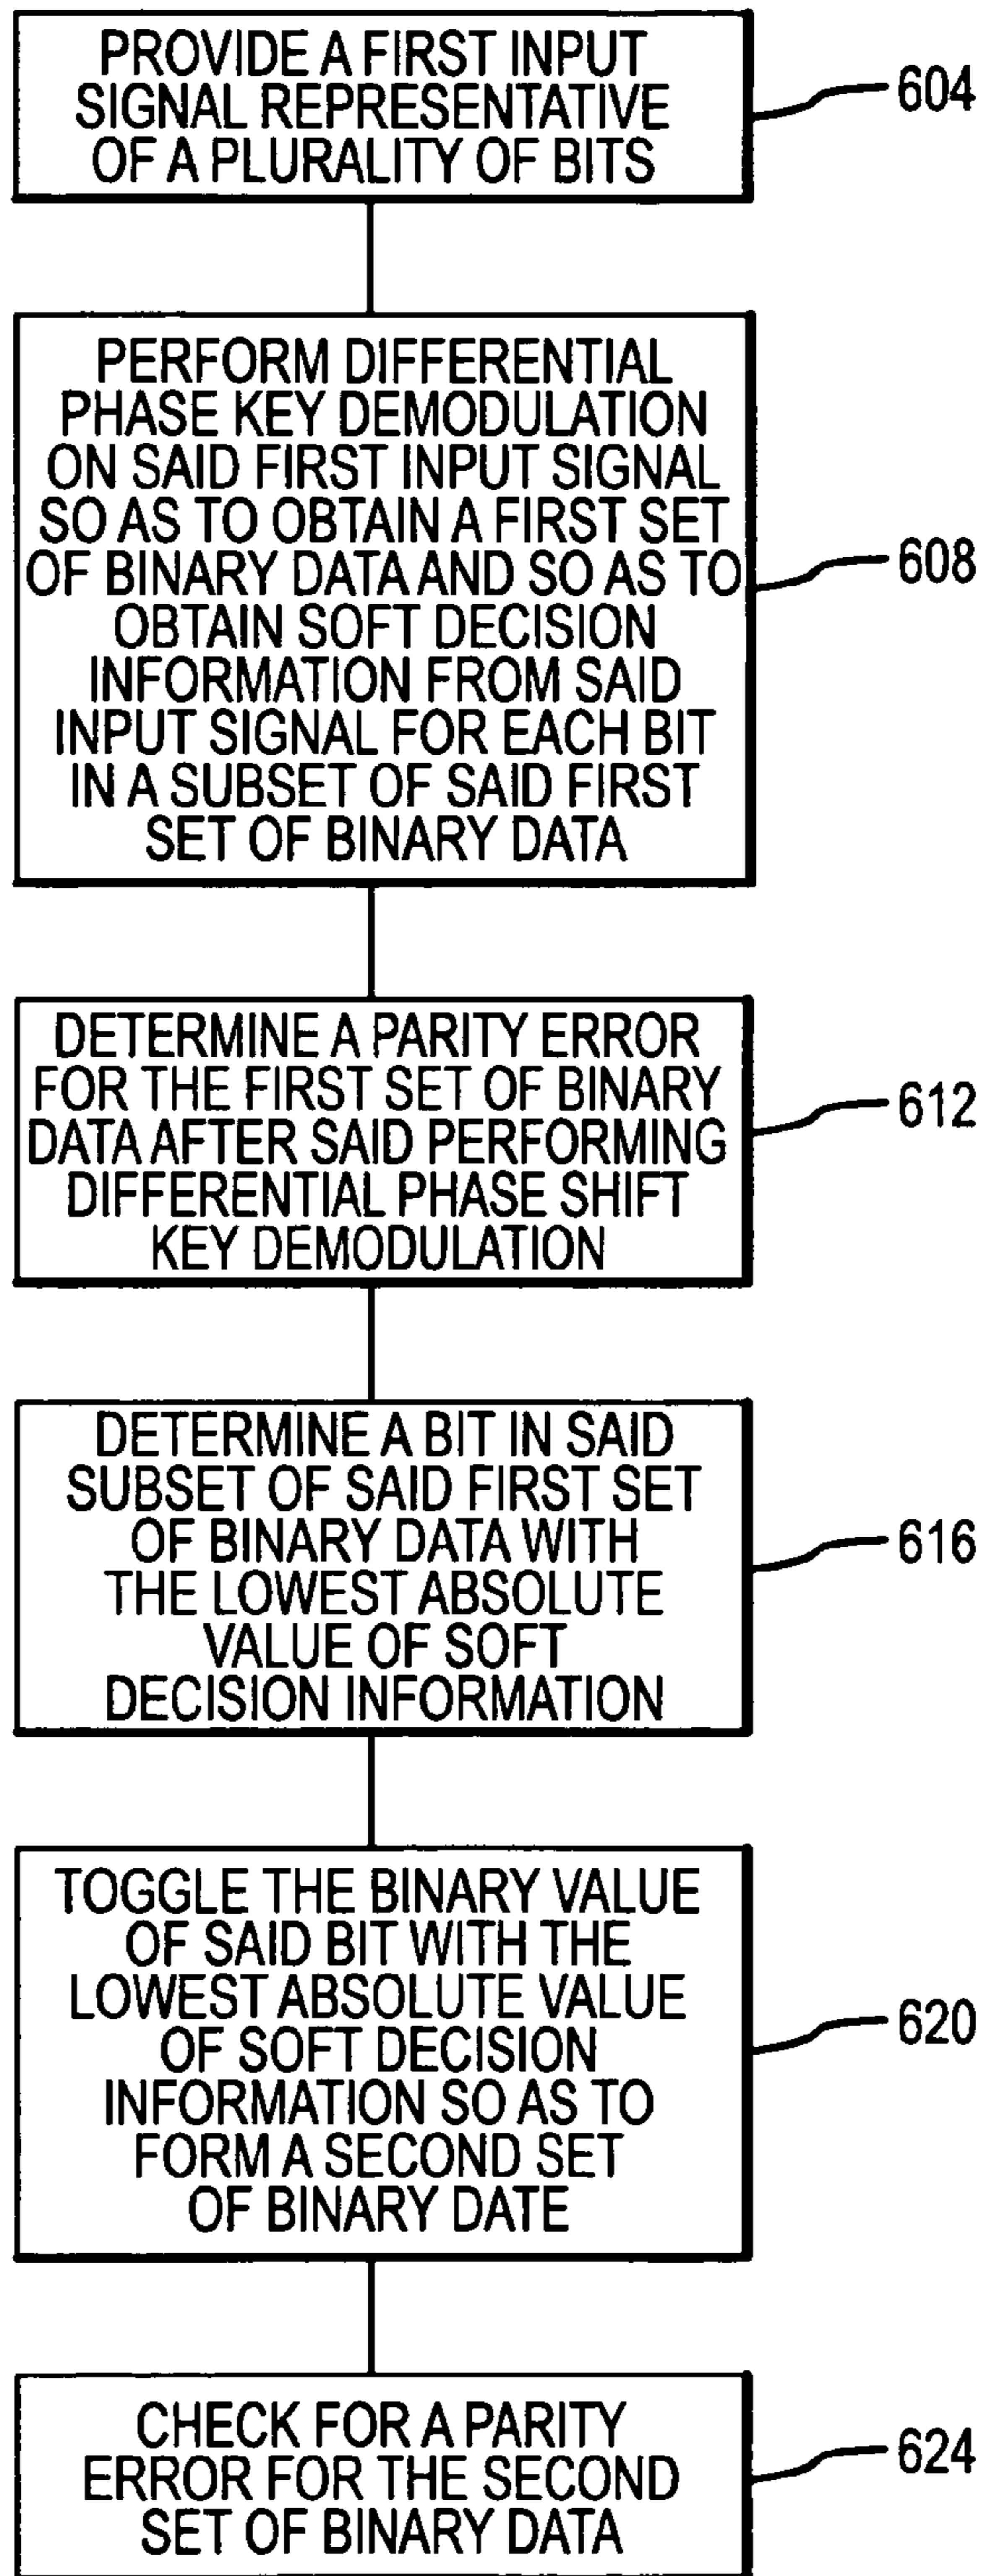 PROVIDE A FIRST INPUT
SIGNAL REPRESENTATIVE
OF A PLURALITY OF BITS
604
PERFORM DIFFERENTIAL
PHASE KEY DEMODULATION
ON SAID FIRST INPUT SIGNAL
SO AS TO OBTAIN A FIRST SET
OF BINARY DATA AND SO AS TO
OBTAIN SOFT DECISION
INFORMATION FROM SAID
INPUT SIGNAL FOR EACH BIT
IN A SUBSET OF SAID FIRST
SET OF BINARY DATA
608
DETERMINE A PARITY ERROR
FOR THE FIRST SET OF BINARY
DATA AFTER SAID PERFORMING
DIFFERENTIAL PHASE SHIFT
KEY DEMODULATION
612
DETERMINE A BIT IN SAID
SUBSET OF SAID FIRST SET
OF BINARY DATA WITH
THE LOWEST ABSOLUTE
VALUE OF SOFT
DECISION INFORMATION
616
TOGGLE THE BINARY VALUE
OF SAID BIT WITH THE
LOWEST ABSOLUTE VALUE
OF SOFT DECISION
INFORMATION SO AS TO
FORM A SECOND SET
OF BINARY DATE
620
CHECK FOR A PARITY
ERROR FOR THE SECOND
SET OF BINARY DATA
624